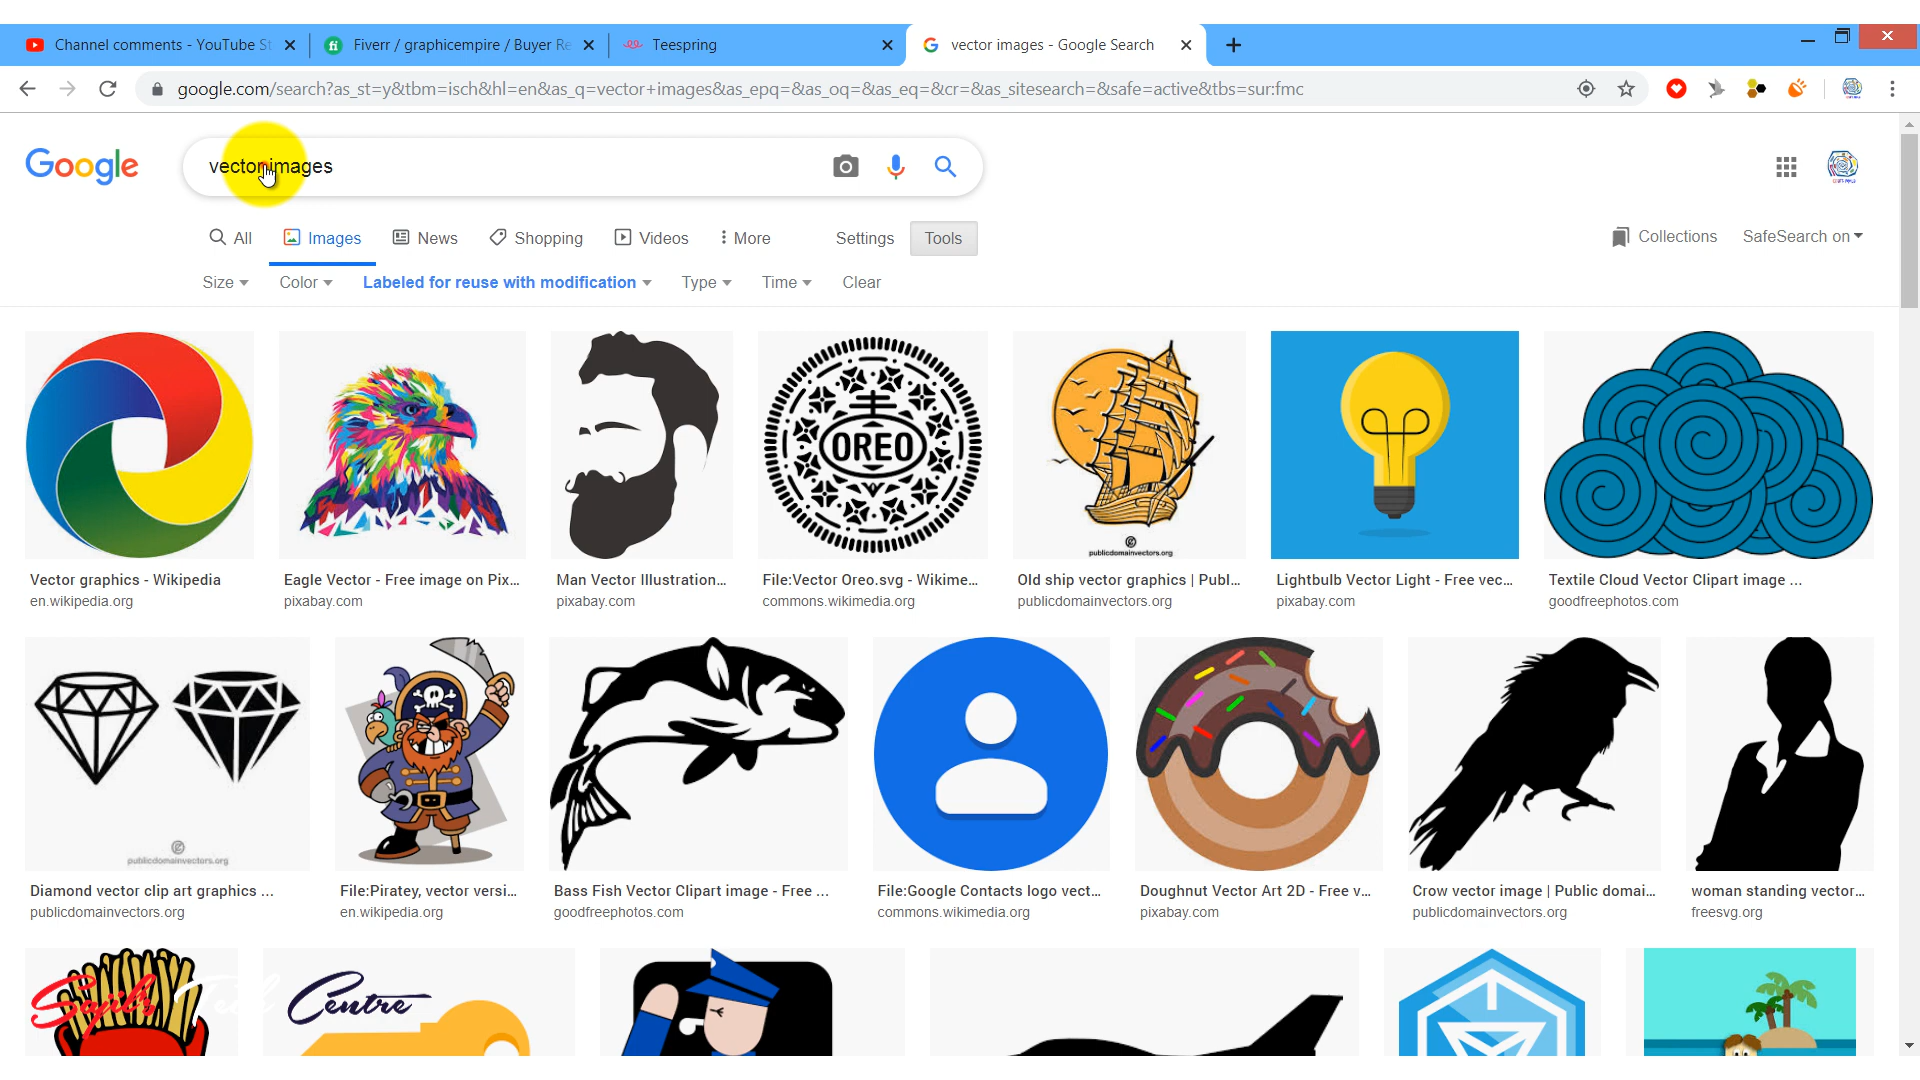 Channel comments - YouTube St
Fiverr / graphicempire / Buyer Re
Teespring
vector images - Google Search
google.com/search?as_st=y&tbm=isch&hl=en&as_q=vector+images&as_epq=&as_oq=&as_eq=&cr=&as_sitesearch=&safe=active&tbs=sur:fmc
Google
vector images
All
Images
News
Shopping
Videos
More
Settings
Tools
Collections
SafeSearch on
Size
Color
Labeled for reuse with modification
Type
Time
Clear
OREO
publicdomainvectors.org
Vector graphics - Wikipedia
en.wikipedia.org
Eagle Vector - Free image on Pix...
pixabay.com
Man Vector Illustration...
pixabay.com
File:Vector Oreo.svg - Wikime...
commons.wikimedia.org
Old ship vector graphics | Publ...
publicdomainvectors.org
Lightbulb Vector Light - Free vec...
pixabay.com
Textile Cloud Vector Clipart image ...
goodfreephotos.com
publicdomainvectors.org
Diamond vector clip art graphics ...
publicdomainvectors.org
File:Piratey, vector versi...
en.wikipedia.org
Bass Fish Vector Clipart image - Free ...
goodfreephotos.com
File:Google Contacts logo vect...
commons.wikimedia.org
Doughnut Vector Art 2D - Free v...
pixabay.com
Crow vector image | Public domai...
publicdomainvectors.org
woman standing vector...
freesvg.org
Tech Centre